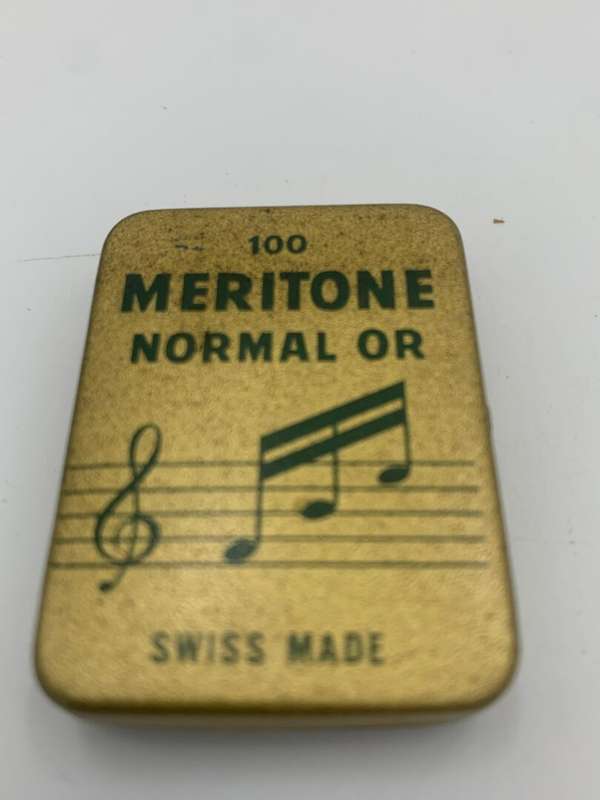 100
MERITONE
NORMAL OR
SWISS MADE